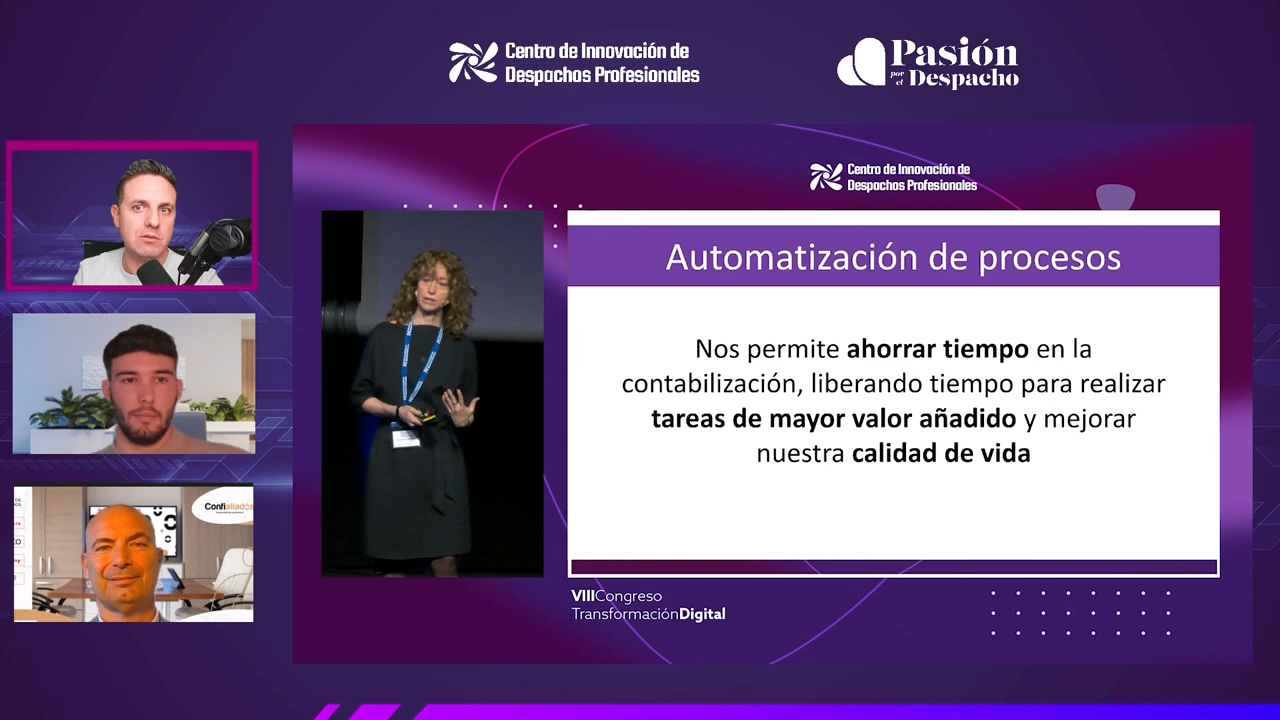 Centro de Innovación de
Despachos Profesionales
Pasión
por el Despacho
Centro de Innovación de
Despachos Profesionales
Automatización de procesos
Nos permite ahorrar tiempo en la
contabilización, liberando tiempo para realizar
tareas de mayor valor añadido y mejorar
nuestra calidad de vida
VIIICongreso
TransformaciónDigital
Confialiados